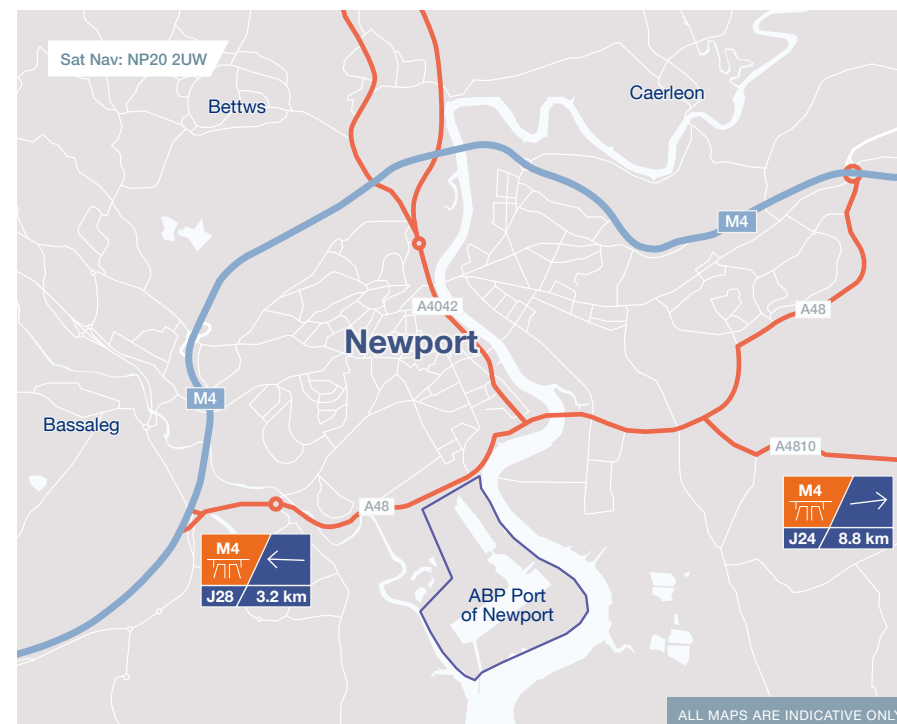 Sat Nav: NP20 2UW
Bettws
Caerleon
M4
A4042
A48
Newport
M4
Bassaleg
A4810
A48
M4
J24 8.8 km
M4
J28 3.2 km
ABP Port
of Newport
ALL MAPS ARE INDICATIVE ONLY